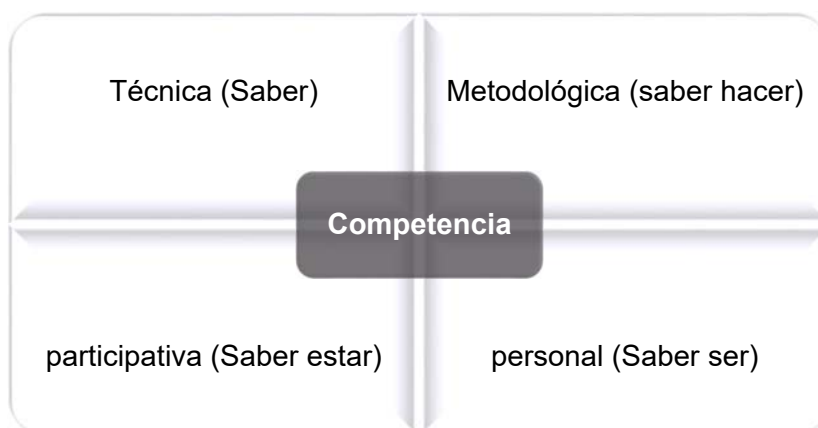 Técnica (Saber)
Metodológica (saber hacer)
Competencia
participativa (Saber estar)
personal (Saber ser)